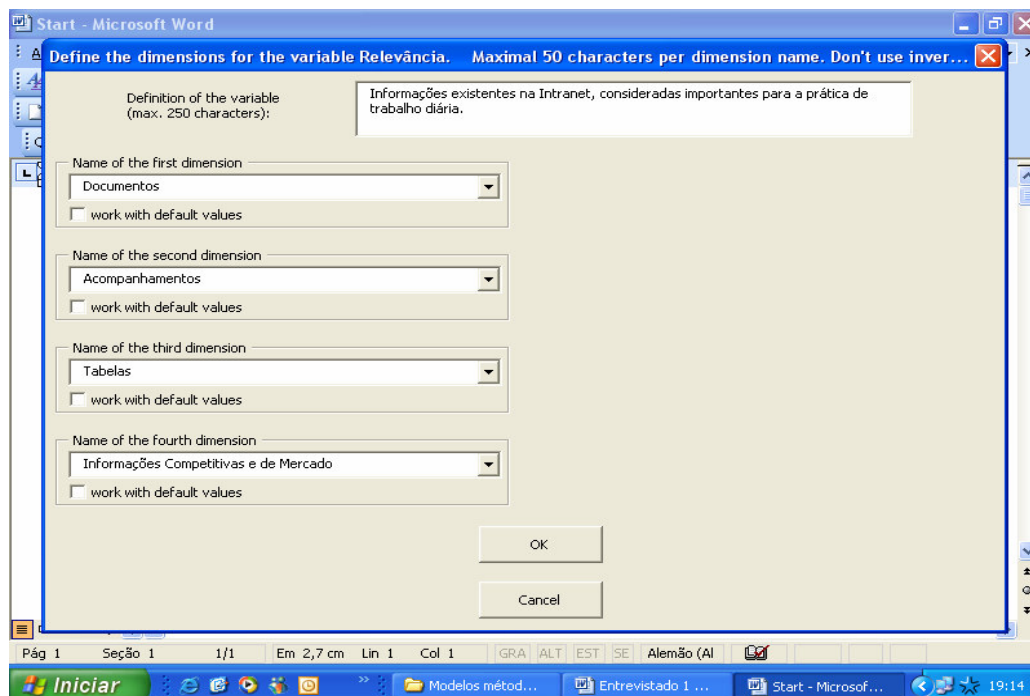 Start - Microsoft Word
Define the dimensions for the variable Relevância. Maximal 50 characters per dimension name. Don't use inver...
Definition of the variable
(max. 250 characters):
Informações existentes na Intranet, consideradas importantes para a prática de
trabalho diária.
Name of the first dimension
Documentos
work with default values
Name of the second dimension
Acompanhamentos
work with default values
Name of the third dimension
Tabelas
work with default values
Name of the fourth dimension
Informações Competitivas e de Mercado
work with default values
OK
Cancel
Pág 1 Seção 1 1/1 Em 2,7 cm Lin 1 Col 1 GRA ALT EST SE Alemão (Al
Iniciar Modelos métod... Entrevistado 1 ... Start - Microsof... 19:14